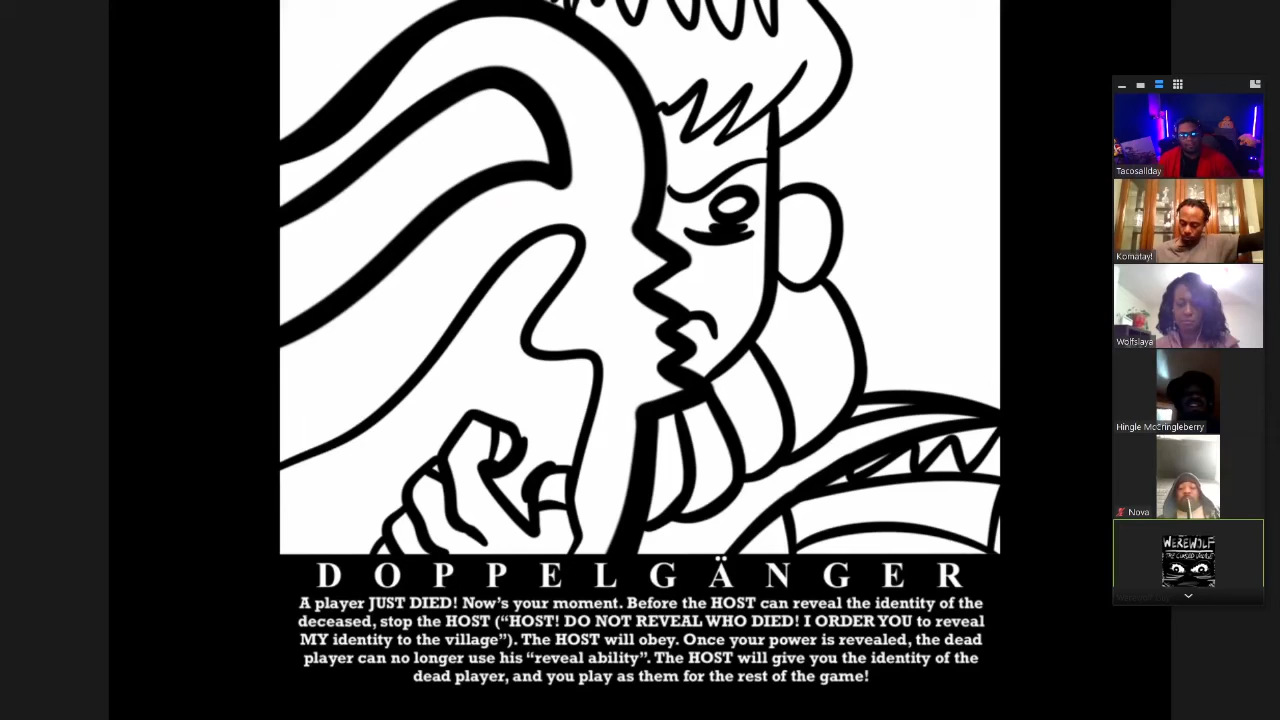 DOPPELGÄNGER
A player JUST DIED! Now's your moment. Before the HOST can reveal the identity of the
deceased, stop the HOST ("HOST! DO NOT REVEAL WHO DIED! I ORDER YOU to reveal
MY identity to the village"). The HOST will obey. Once your power is revealed, the dead
player can no longer use his "reveal ability". The HOST will give you the identity of the
dead player, and you play as them for the rest of the game!
Tacosallday
Komatay!
Wolfslaya
Hingle McCringleberry
Nova
WEREWOLF
THE CURSED VILLAGE